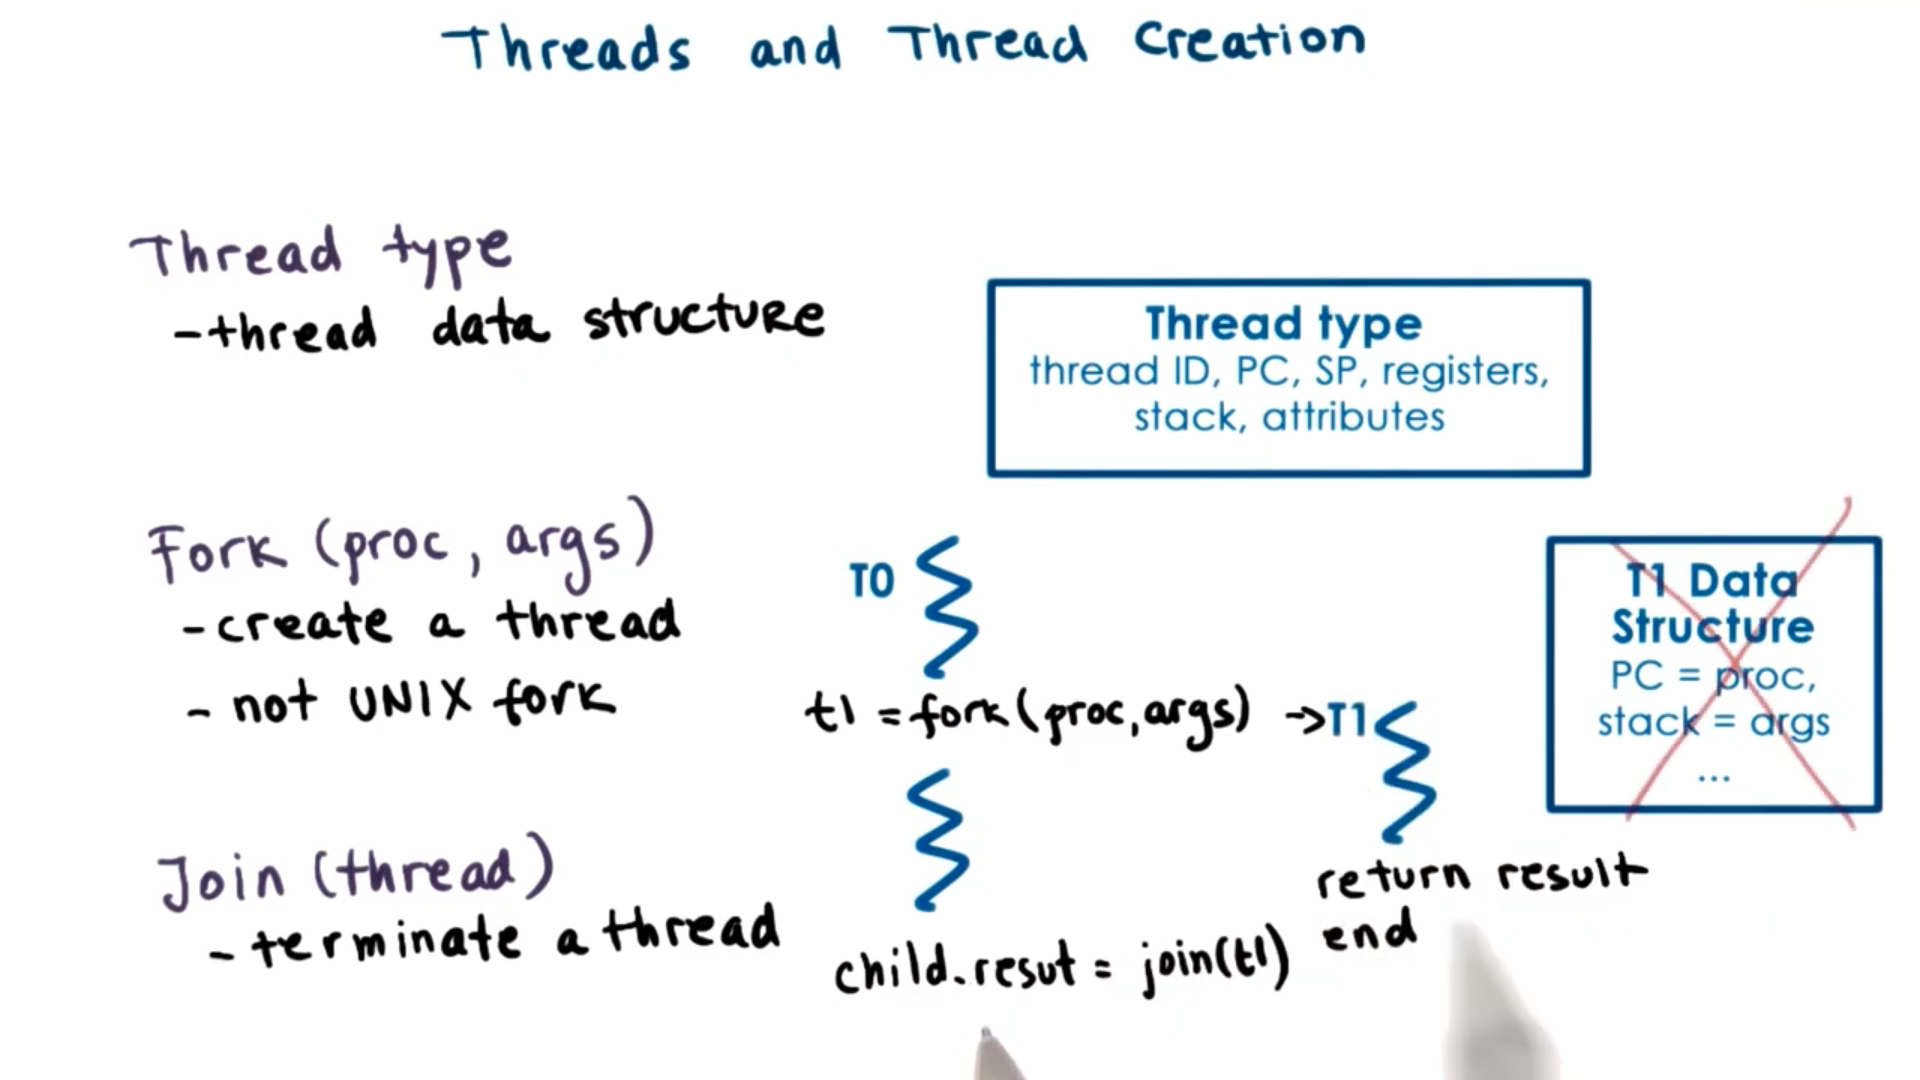 Threads and Thread Creation
Thread type
-thread data structure
Thread type
thread ID, PC, SP, registers,
stack, attributes
Fork (proc, args)
-create a thread
- not UNIX fork
T0
t1 = fork(proc,args) →T1
T1 Data
Structure
PC = proc,
stack = args
...
Join (thread)
- terminate a thread
return result
end
child.resut = join(t1)